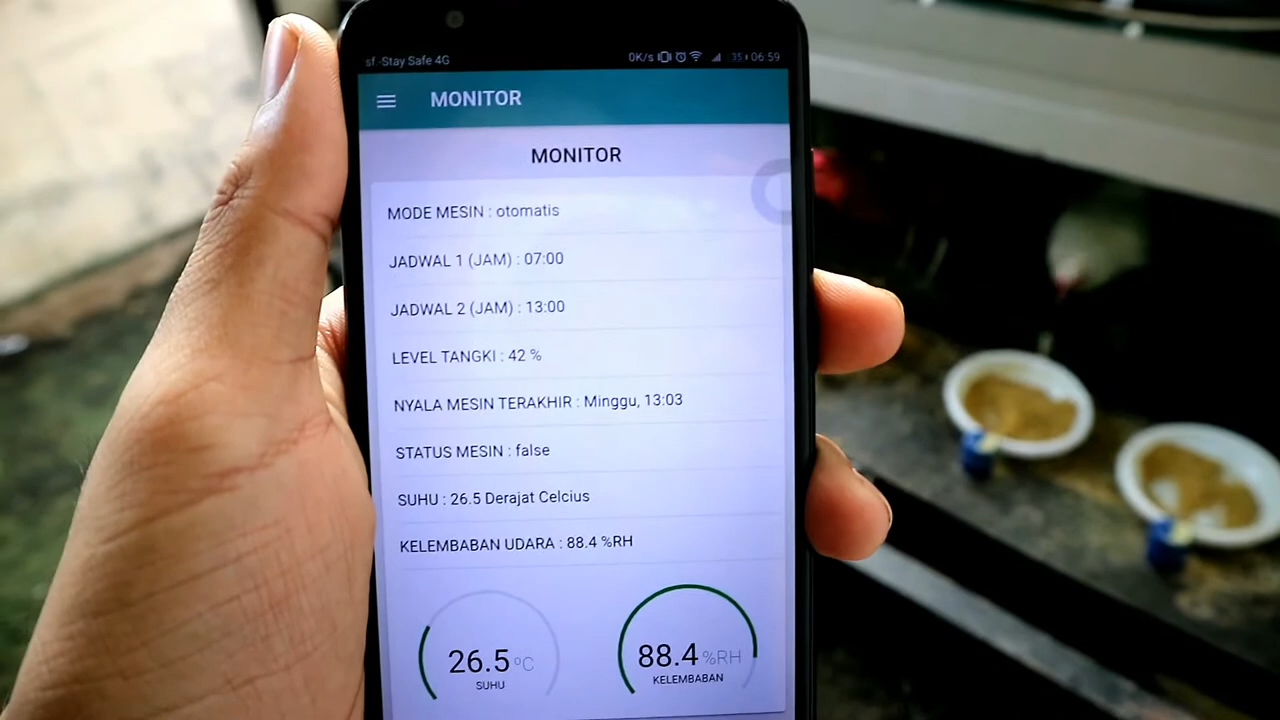 sf.-Stay Safe 4G 0K/s 35 06:59
MONITOR
MONITOR
MODE MESIN : otomatis
JADWAL 1 (JAM) : 07:00
JADWAL 2 (JAM) : 13:00
LEVEL TANGKI : 42 %
NYALA MESIN TERAKHIR : Minggu, 13:03
STATUS MESIN : false
SUHU : 26.5 Derajat Celcius
KELEMBABAN UDARA : 88.4 %RH
26.5 ºC
SUHU
88.4 %RH
KELEMBABAN